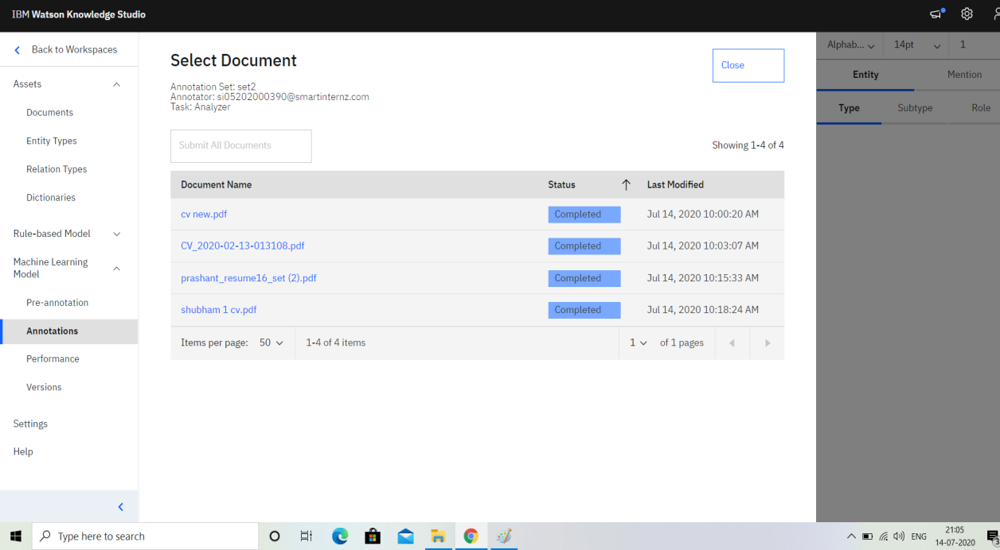 IBM Watson Knowledge Studio
Back to Workspaces
Assets
Documents
Entity Types
Relation Types
Dictionaries
Rule-based Model
Machine Learning
Model
Pre-annotation
Annotations
Performance
Versions
Settings
Help
Select Document
Close
Annotation Set: set2
Annotator: si05202000390@smartinternz.com
Task: Analyzer
Submit All Documents
Showing 1-4 of 4
Document Name Status Last Modified
cv new.pdf Completed Jul 14, 2020 10:00:20 AM
CV_2020-02-13-013108.pdf Completed Jul 14, 2020 10:03:07 AM
prashant_resume16_set (2).pdf Completed Jul 14, 2020 10:15:33 AM
shubham 1 cv.pdf Completed Jul 14, 2020 10:18:24 AM
Items per page: 50 1-4 of 4 items 1 of 1 pages
Alphab... 14pt 1
Entity Mention
Type Subtype Role
Type here to search
ENG
21:05
14-07-2020
3